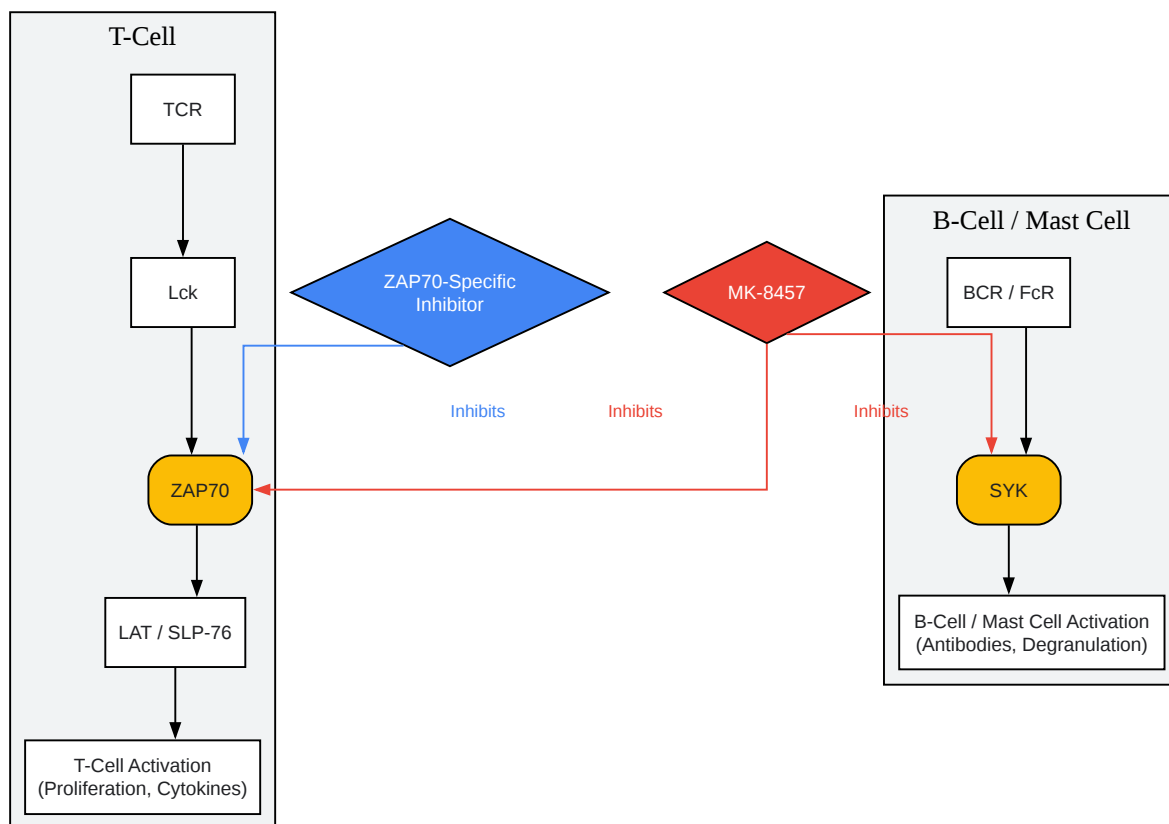 T-Cell
TCR
Lck
ZAP70-Specific
Inhibitor
MK-8457
B-Cell / Mast Cell
BCR / FcR
Inhibits
Inhibits
Inhibits
ZAP70
SYK
LAT / SLP-76
B-Cell / Mast Cell Activation
(Antibodies, Degranulation)
T-Cell Activation
(Proliferation, Cytokines)